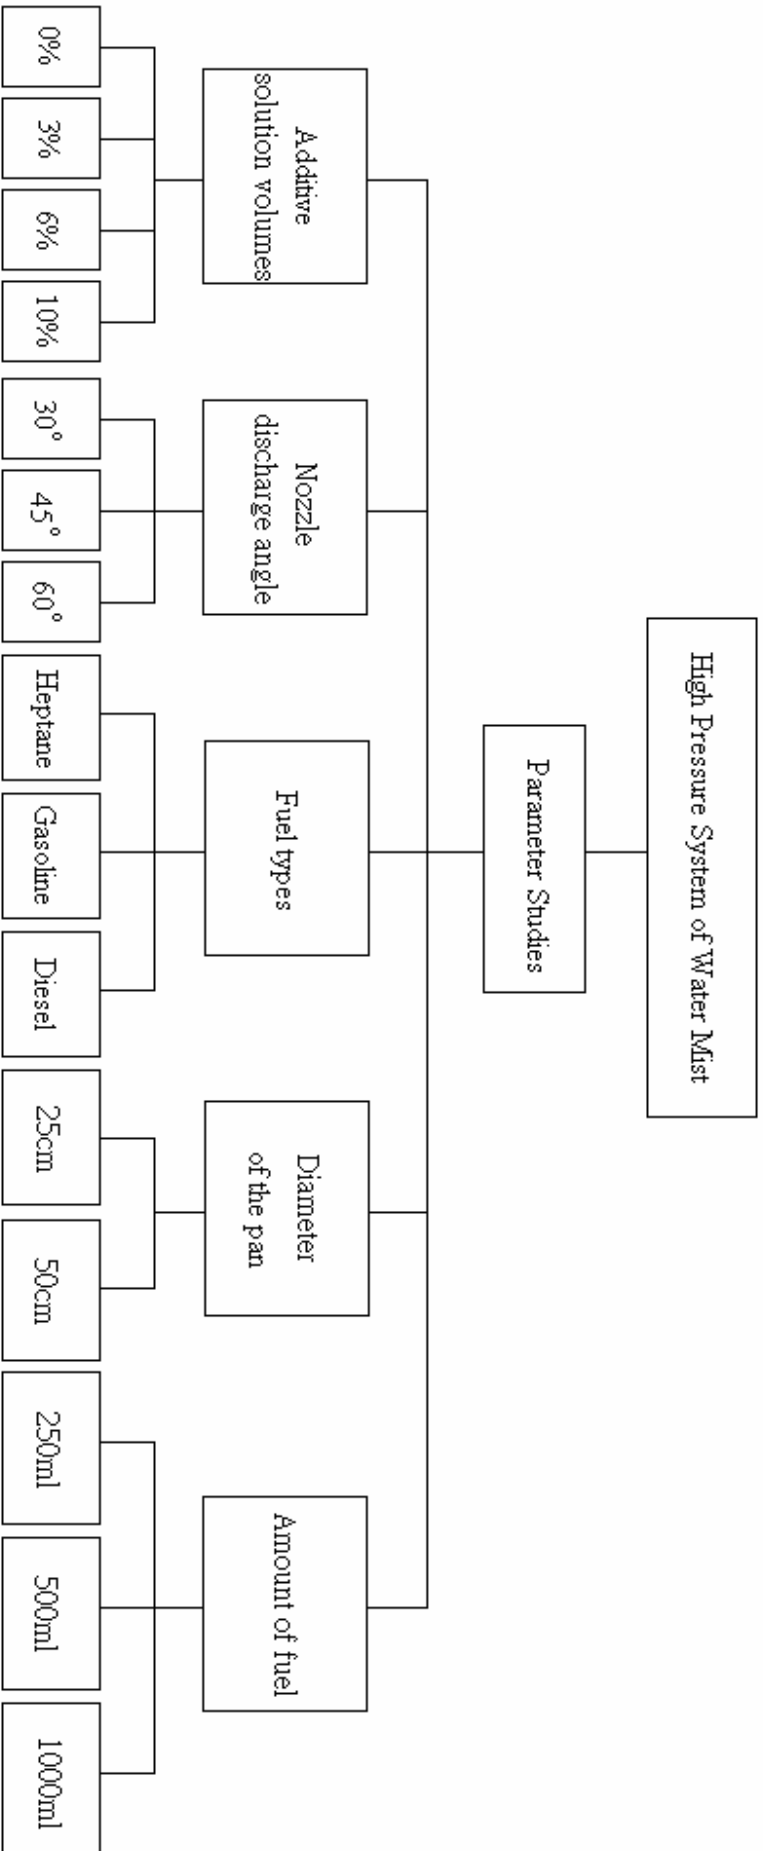 High Pressure System of Water Mist
Parameter Studies
Additive
solution volumes
Nozzle
discharge angle
Fuel types
Diameter
of the pan
Amount of fuel
0%
3%
6%
10%
30°
45°
60°
Heptane
Gasoline
Diesel
25cm
50cm
250ml
500ml
1000ml